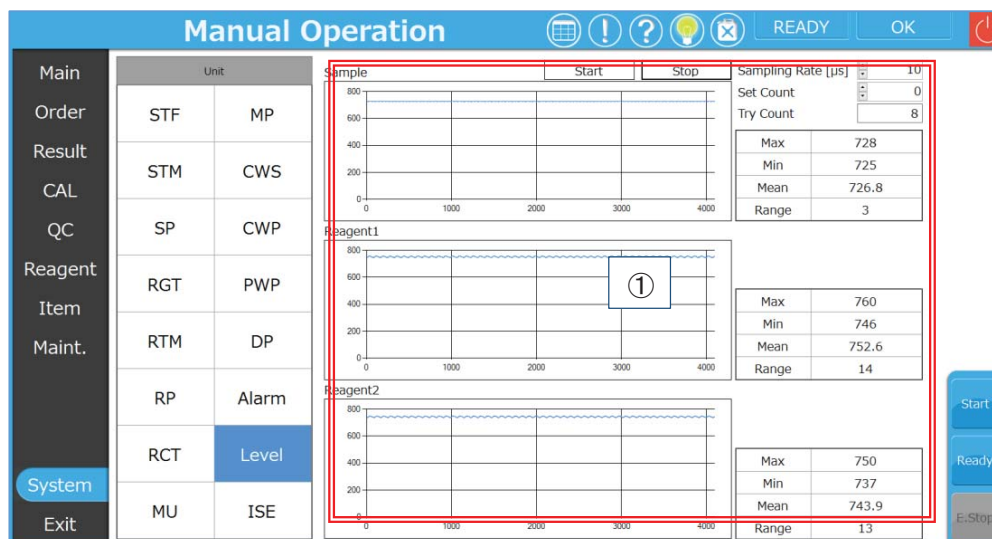 Manual Operation
READY
OK
Main
Order
Result
CAL
QC
Reagent
Item
Maint.
System
Exit
Unit
STF MP
STM CWS
SP CWP
RGT PWP
RTM DP
RP Alarm
RCT Level
MU ISE
Sample Start Stop
800
600
400
200
0
0 1000 2000 3000 4000
Sampling Rate [µs] 10
Set Count 0
Try Count 8
Max 728
Min 725
Mean 726.8
Range 3
Reagent1
800
600
400
200
0
0 1000 2000 3000 4000
①
Max 760
Min 746
Mean 752.6
Range 14
Reagent2
800
600
400
200
0
0 1000 2000 3000 4000
Max 750
Min 737
Mean 743.9
Range 13
Start
Ready
E.Stop